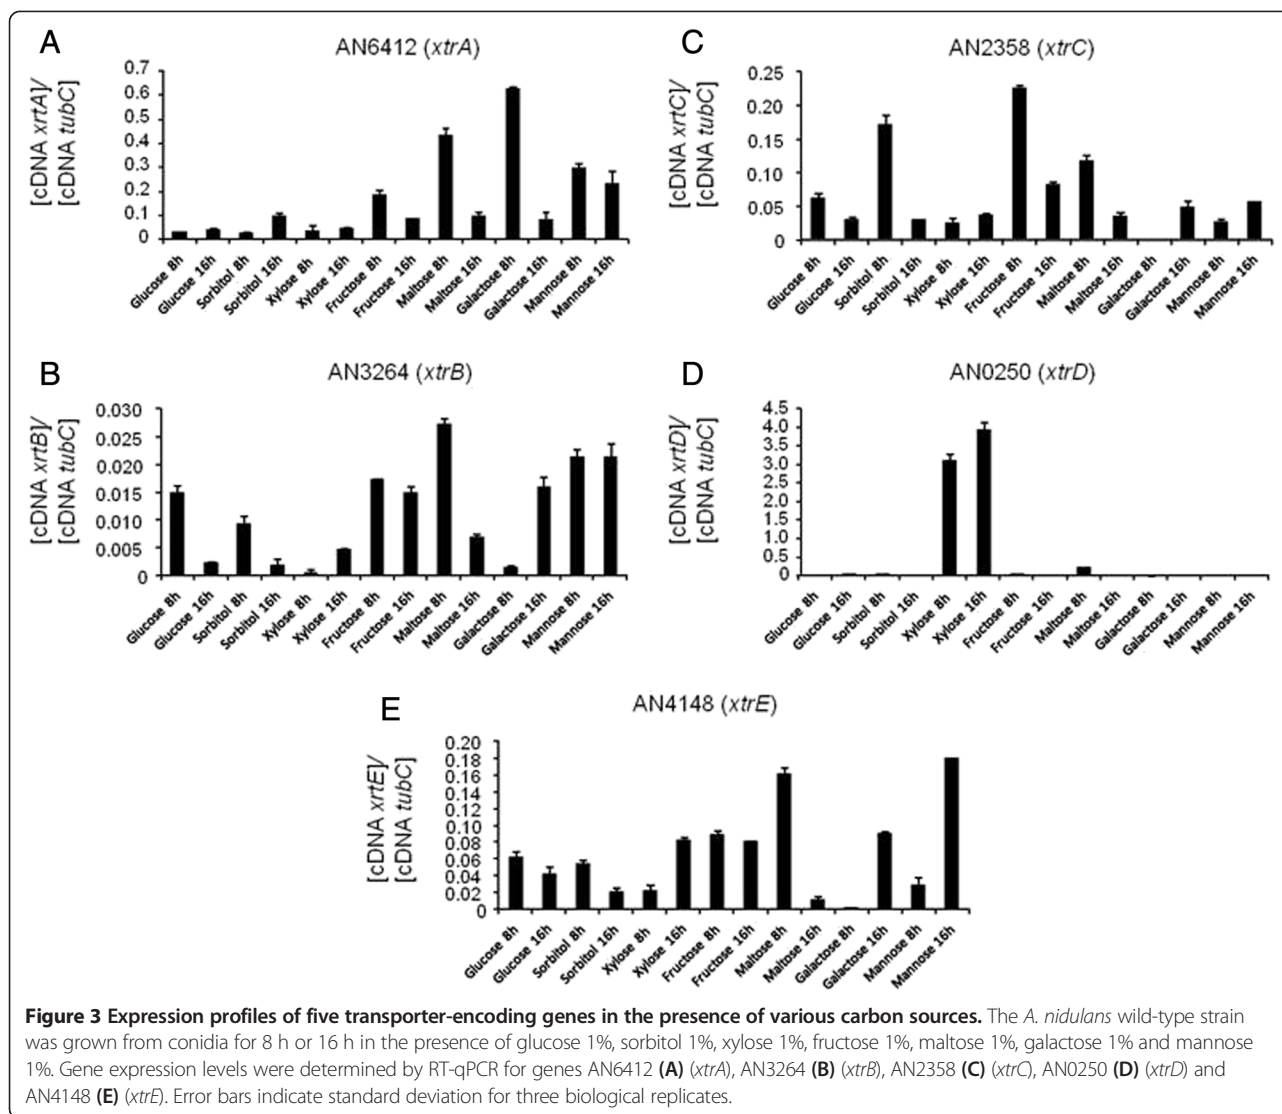 A
AN6412 (xtrA)
[cDNA xrtA]/
[cDNA tubC]
0.7
0.6
0.5
0.4
0.3
0.2
0.1
0
Glucose 8h
Glucose 16h
Sorbitol 8h
Sorbitol 16h
Xylose 8h
Xylose 16h
Fructose 8h
Fructose 16h
Maltose 8h
Maltose 16h
Galactose 8h
Galactose 16h
Mannose 8h
Mannose 16h
C
AN2358 (xtrC)
[cDNA xrtC]/
[cDNA tubC]
0.25
0.20
0.15
0.10
0.05
0
Glucose 8h
Glucose 16h
Sorbitol 8h
Sorbitol 16h
Xylose 8h
Xylose 16h
Fructose 8h
Fructose 16h
Maltose 8h
Maltose 16h
Galactose 8h
Galactose 16h
Mannose 8h
Mannose 16h
B
AN3264 (xtrB)
[cDNA xrtB]/
[cDNA tubC]
0.030
0.025
0.020
0.015
0.010
0.005
0
Glucose 8h
Glucose 16h
Sorbitol 8h
Sorbitol 16h
Xylose 8h
Xylose 16h
Fructose 8h
Fructose 16h
Maltose 8h
Maltose 16h
Galactose 8h
Galactose 16h
Mannose 8h
Mannose 16h
D
AN0250 (xtrD)
[cDNA xrtD]/
[cDNA tubC]
4.5
4.0
3.5
3.0
2.5
2.0
1.5
1.0
0.5
0
Glucose 8h
Glucose 16h
Sorbitol 8h
Sorbitol 16h
Xylose 8h
Xylose 16h
Fructose 8h
Fructose 16h
Maltose 8h
Maltose 16h
Galactose 8h
Galactose 16h
Mannose 8h
Mannose 16h
E
AN4148 (xtrE)
[cDNA xrtE]/
[cDNA tubC]
0.20
0.18
0.16
0.14
0.12
0.10
0.08
0.06
0.04
0.02
0
Glucose 8h
Glucose 16h
Sorbitol 8h
Sorbitol 16h
Xylose 8h
Xylose 16h
Fructose 8h
Fructose 16h
Maltose 8h
Maltose 16h
Galactose 8h
Galactose 16h
Mannose 8h
Mannose 16h
Figure 3 Expression profiles of five transporter-encoding genes in the presence of various carbon sources. The A. nidulans wild-type strain
was grown from conidia for 8 h or 16 h in the presence of glucose 1%, sorbitol 1%, xylose 1%, fructose 1%, maltose 1%, galactose 1% and mannose
1%. Gene expression levels were determined by RT-qPCR for genes AN6412 (A) (xtrA), AN3264 (B) (xtrB), AN2358 (C) (xtrC), AN0250 (D) (xtrD) and
AN4148 (E) (xtrE). Error bars indicate standard deviation for three biological replicates.